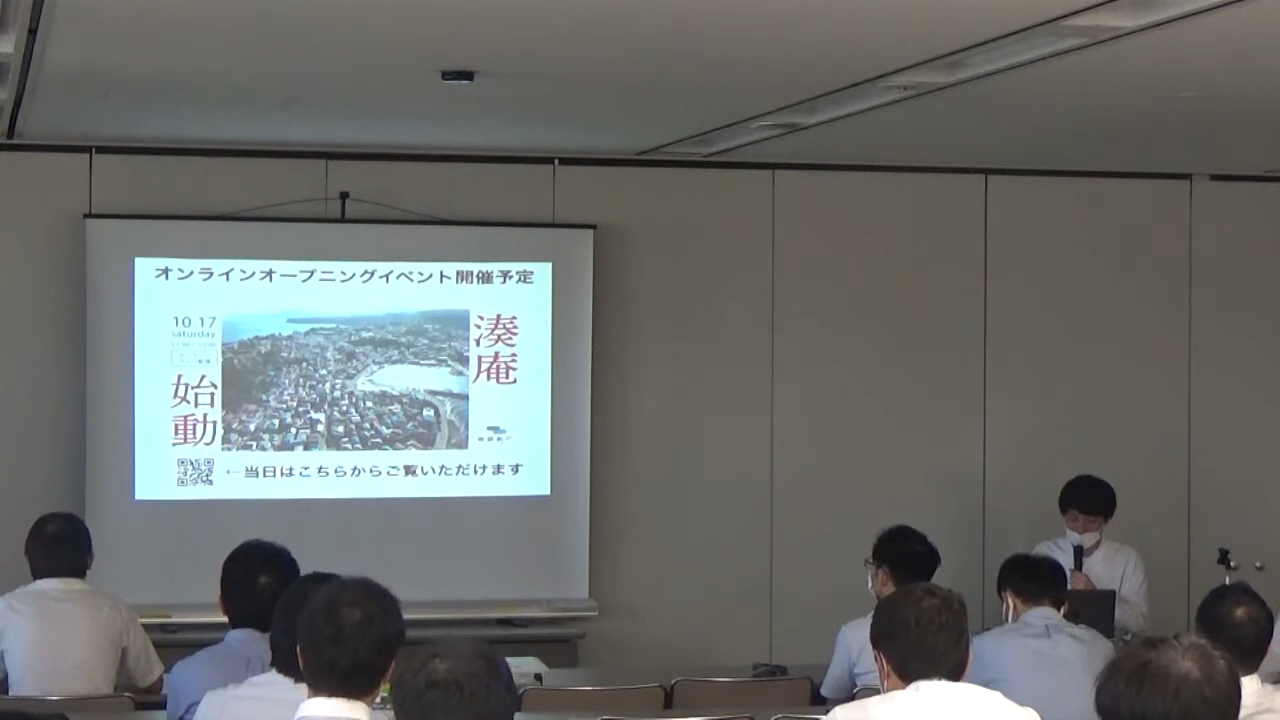 オンラインオープニングイベント開催予定
10 17
saturday
湊庵
始動
←当日はこちらからご覧いただけます